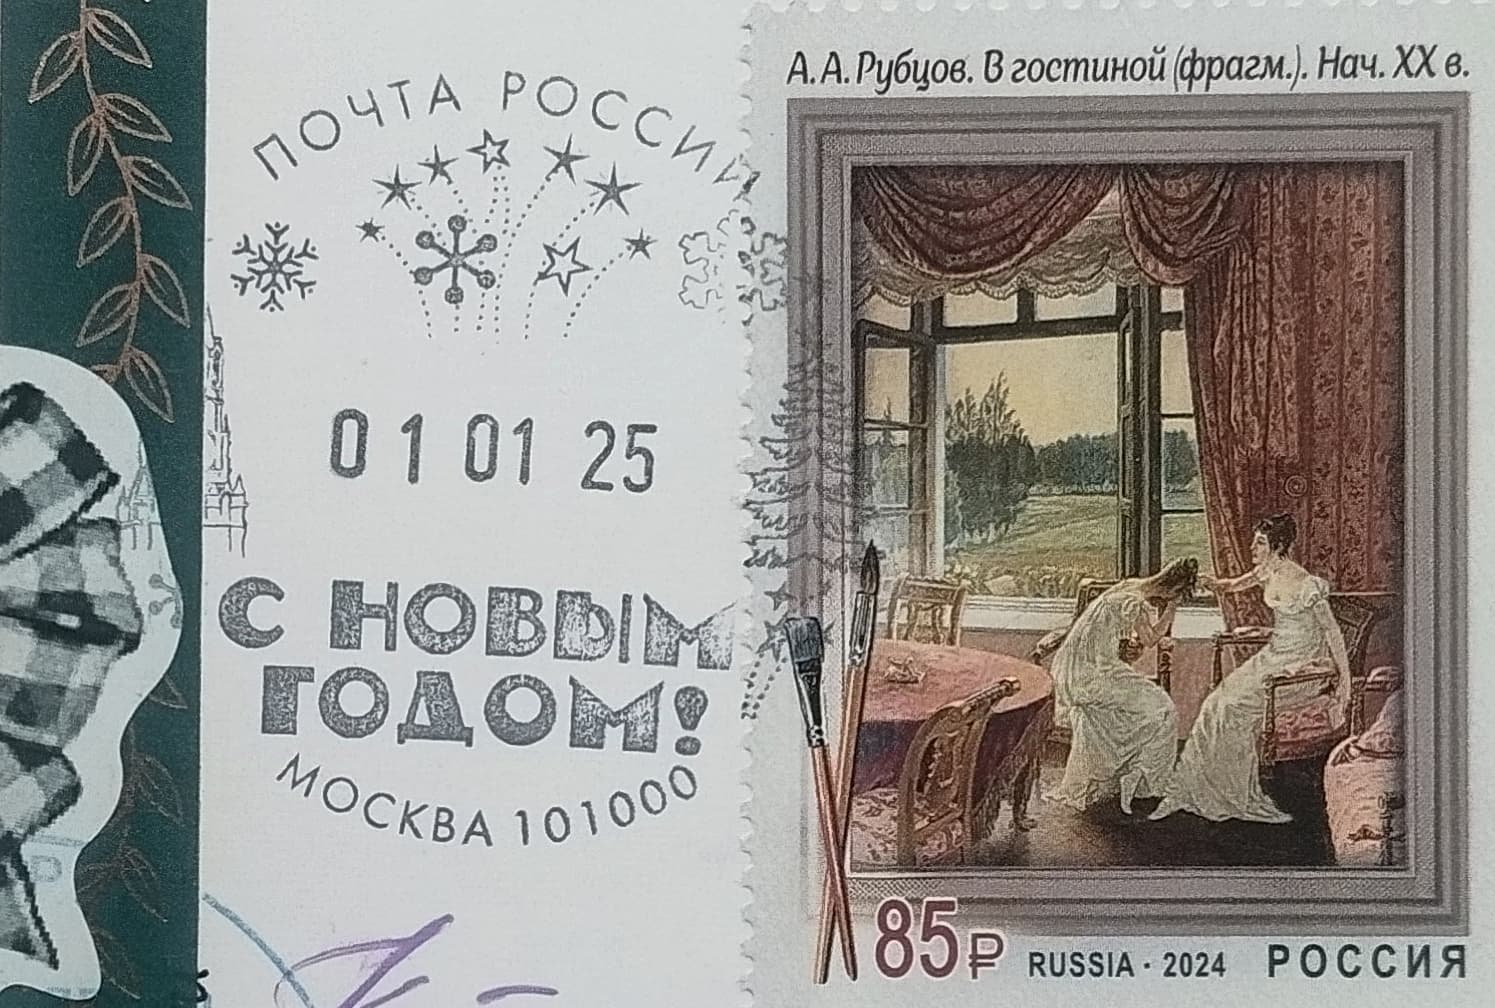 ПОЧТА РОССИИ
01 01 25
С НОВЫМ
ГОДОМ!
МОСКВА 101000
А. А. Рубцов. В гостиной (фрагм.). Нач. XX в.
85₽ RUSSIA · 2024 РОССИЯ